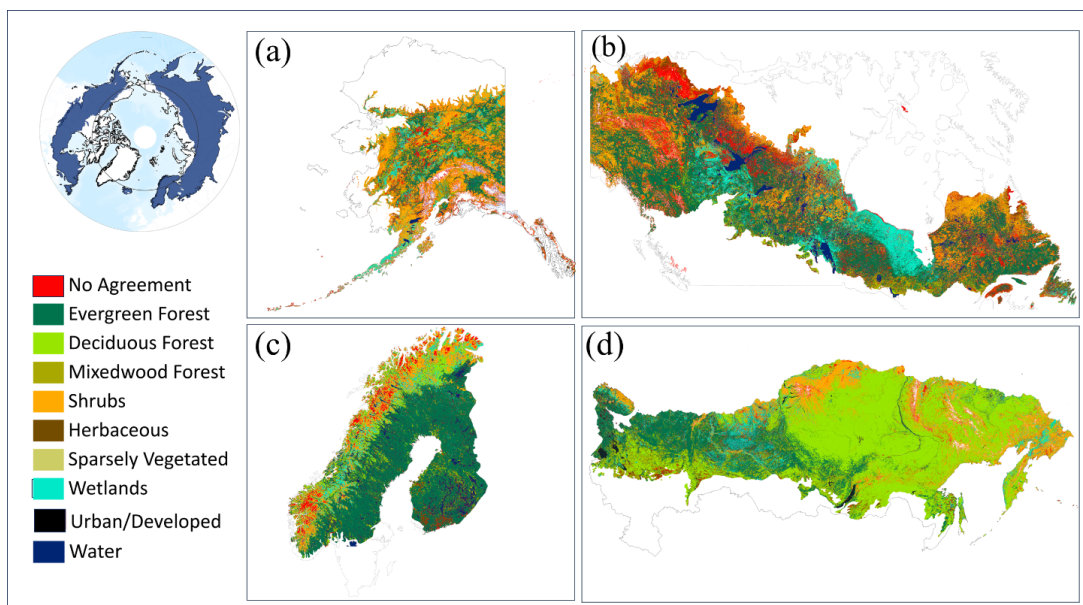 (a)
(b)
No Agreement
Evergreen Forest
Deciduous Forest
Mixedwood Forest
Shrubs
Herbaceous
Sparsely Vegetated
Wetlands
Urban/Developed
Water
(c)
(d)